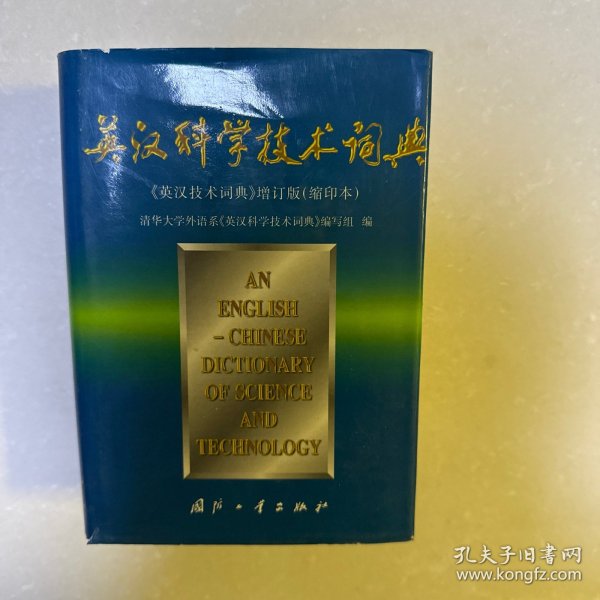 英汉科学技术词典
《英汉技术词典》增订版(缩印本)
清华大学外语系《英汉科学技术词典》编写组 编
AN
ENGLISH
－CHINESE
DICTIONARY
OF SCIENCE
AND
TECHNOLOGY
国防工业出版社
孔夫子旧书网
www.kongfz.com